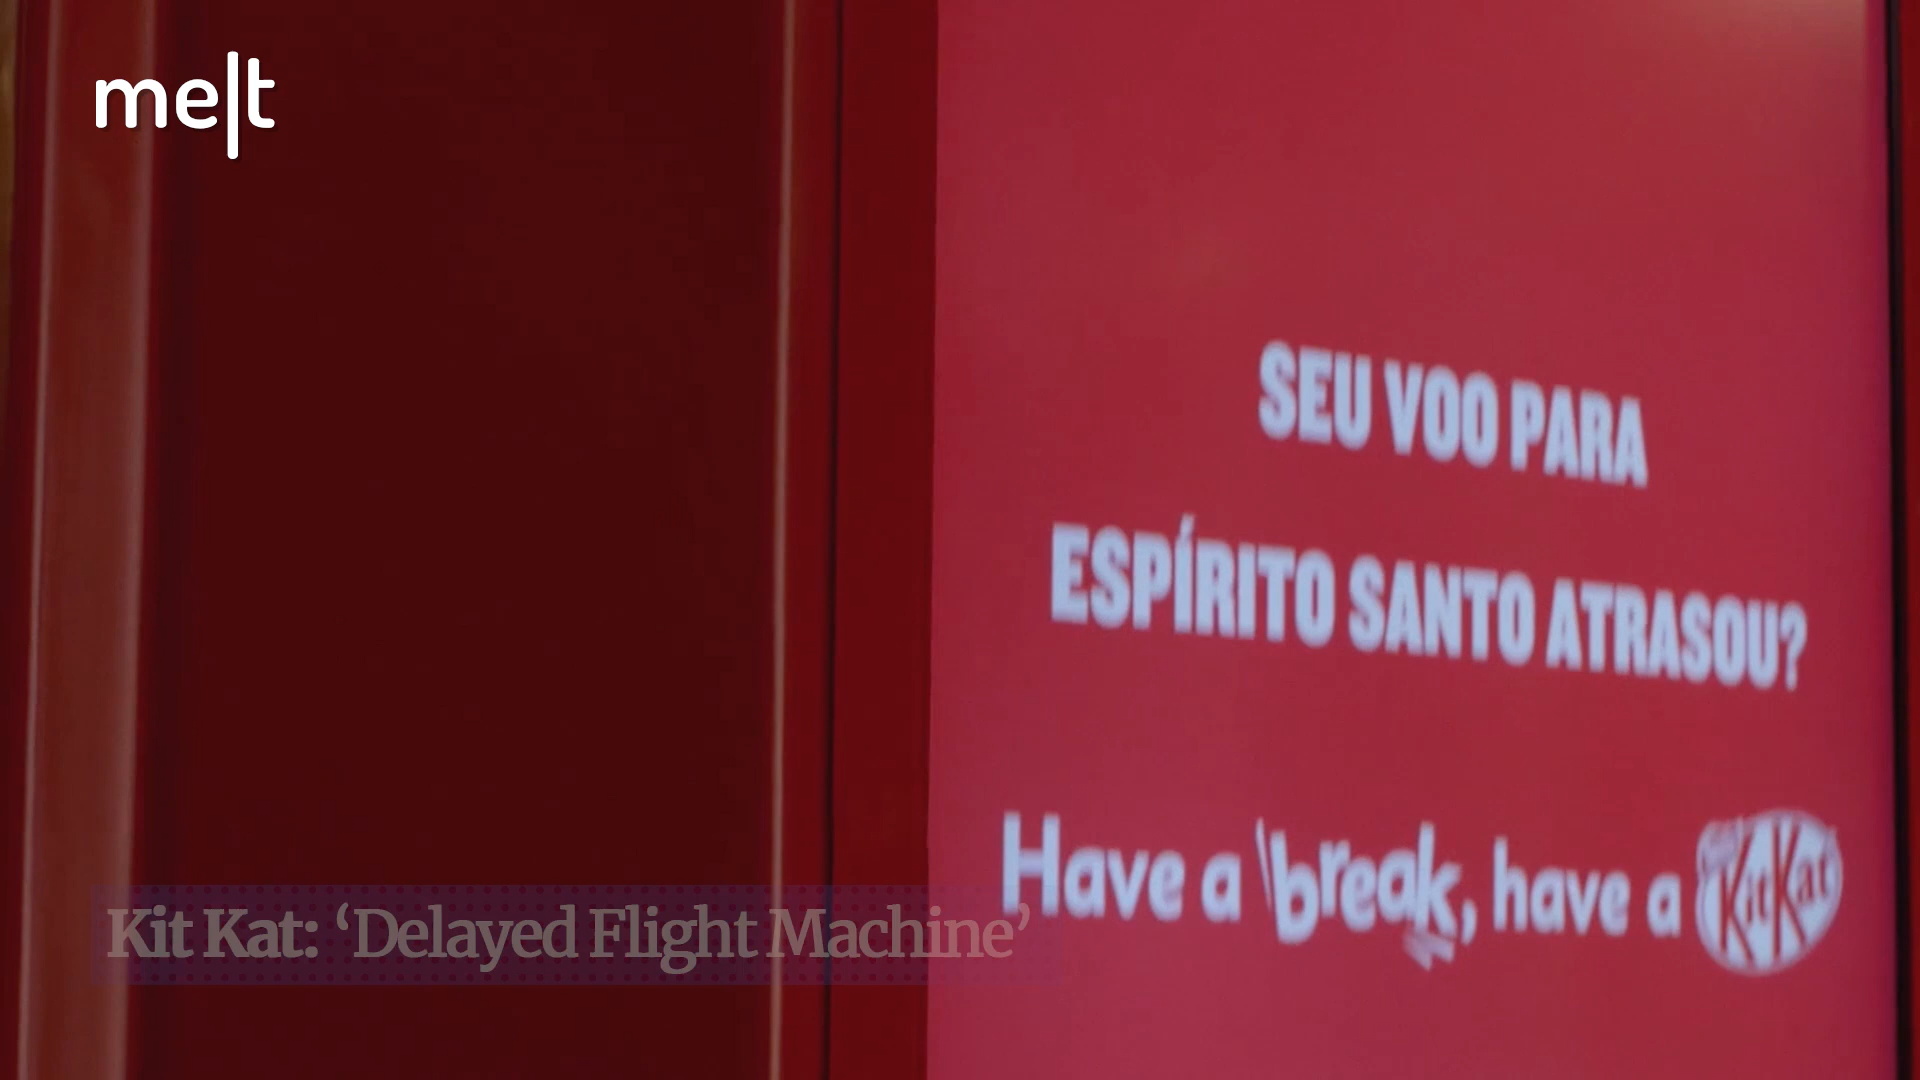 melt
SEU VOO PARA
ESPÍRITO SANTO ATRASOU?
Have a break, have a KitKat
Kit Kat: ‘Delayed Flight Machine’